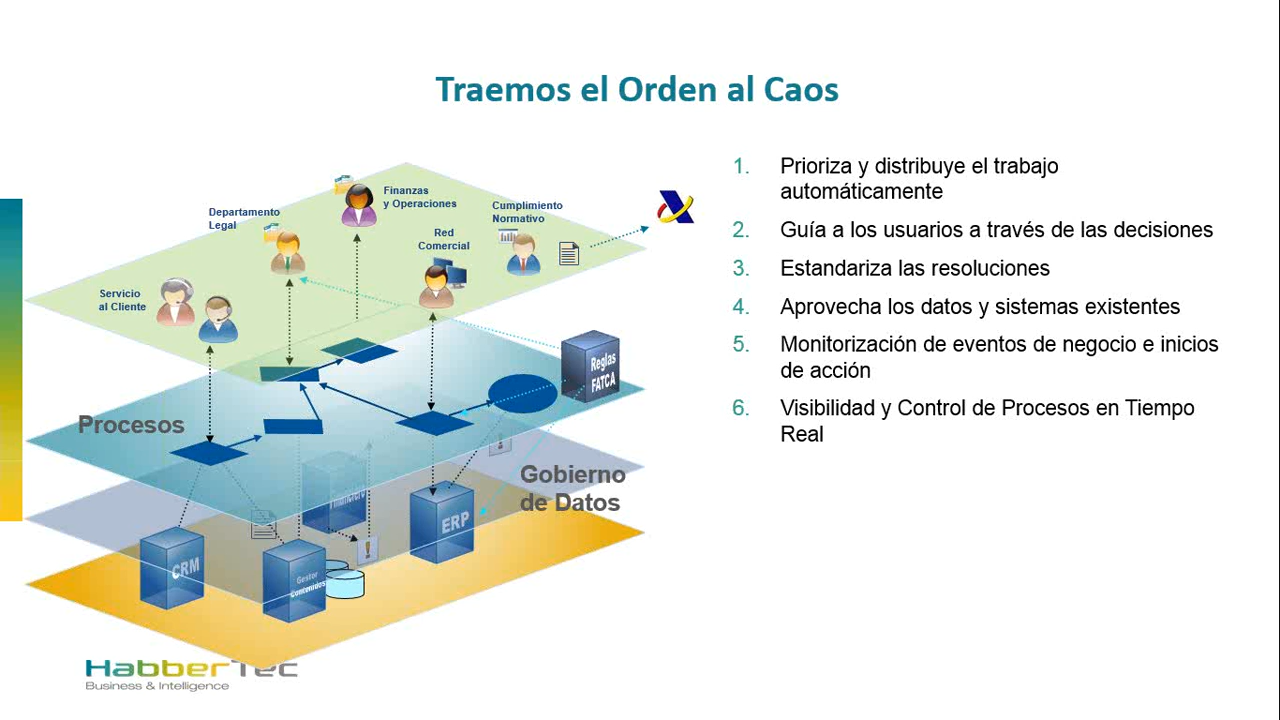 Traemos el Orden al Caos
Finanzas
y Operaciones
Departamento
Legal
Cumplimiento
Normativo
Red
Comercial
Servicio
al Cliente
Reglas
FATCA
Procesos
Gobierno
de Datos
ERP
CRM
Gestor
Contenidos
1. Prioriza y distribuye el trabajo
automáticamente
2. Guía a los usuarios a través de las decisiones
3. Estandariza las resoluciones
4. Aprovecha los datos y sistemas existentes
5. Monitorización de eventos de negocio e inicios
de acción
6. Visibilidad y Control de Procesos en Tiempo
Real
HabberTec
Business & Intelligence